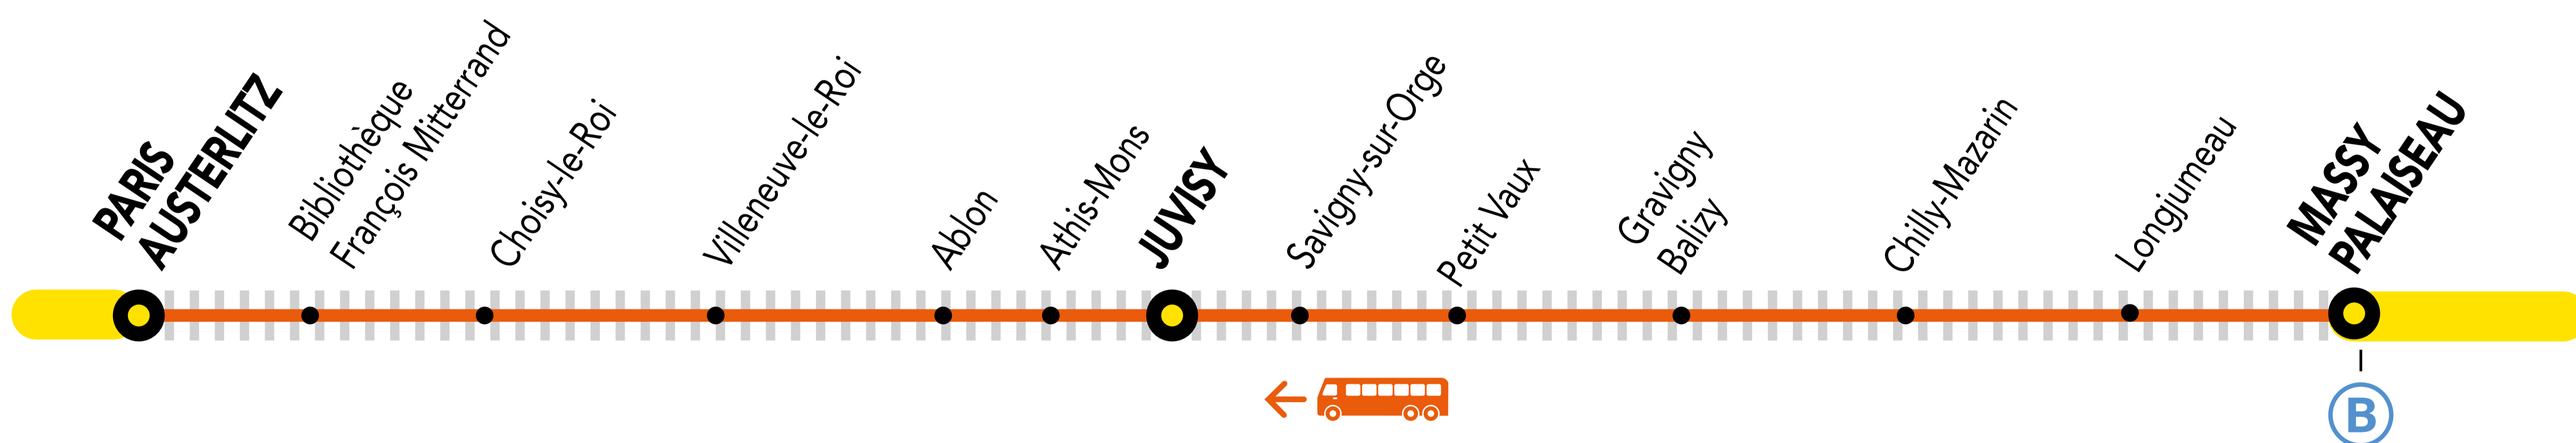 PARIS
AUSTERLITZ
Bibliothèque
François Mitterrand
Choisy-le-Roi
Villeneuve-le-Roi
Ablon
Athis-Mons
JUVISY
Savigny-sur-Orge
Petit Vaux
Gravigny
Balizy
Chilly-Mazarin
Longjumeau
MASSY
PALAISEAU
B